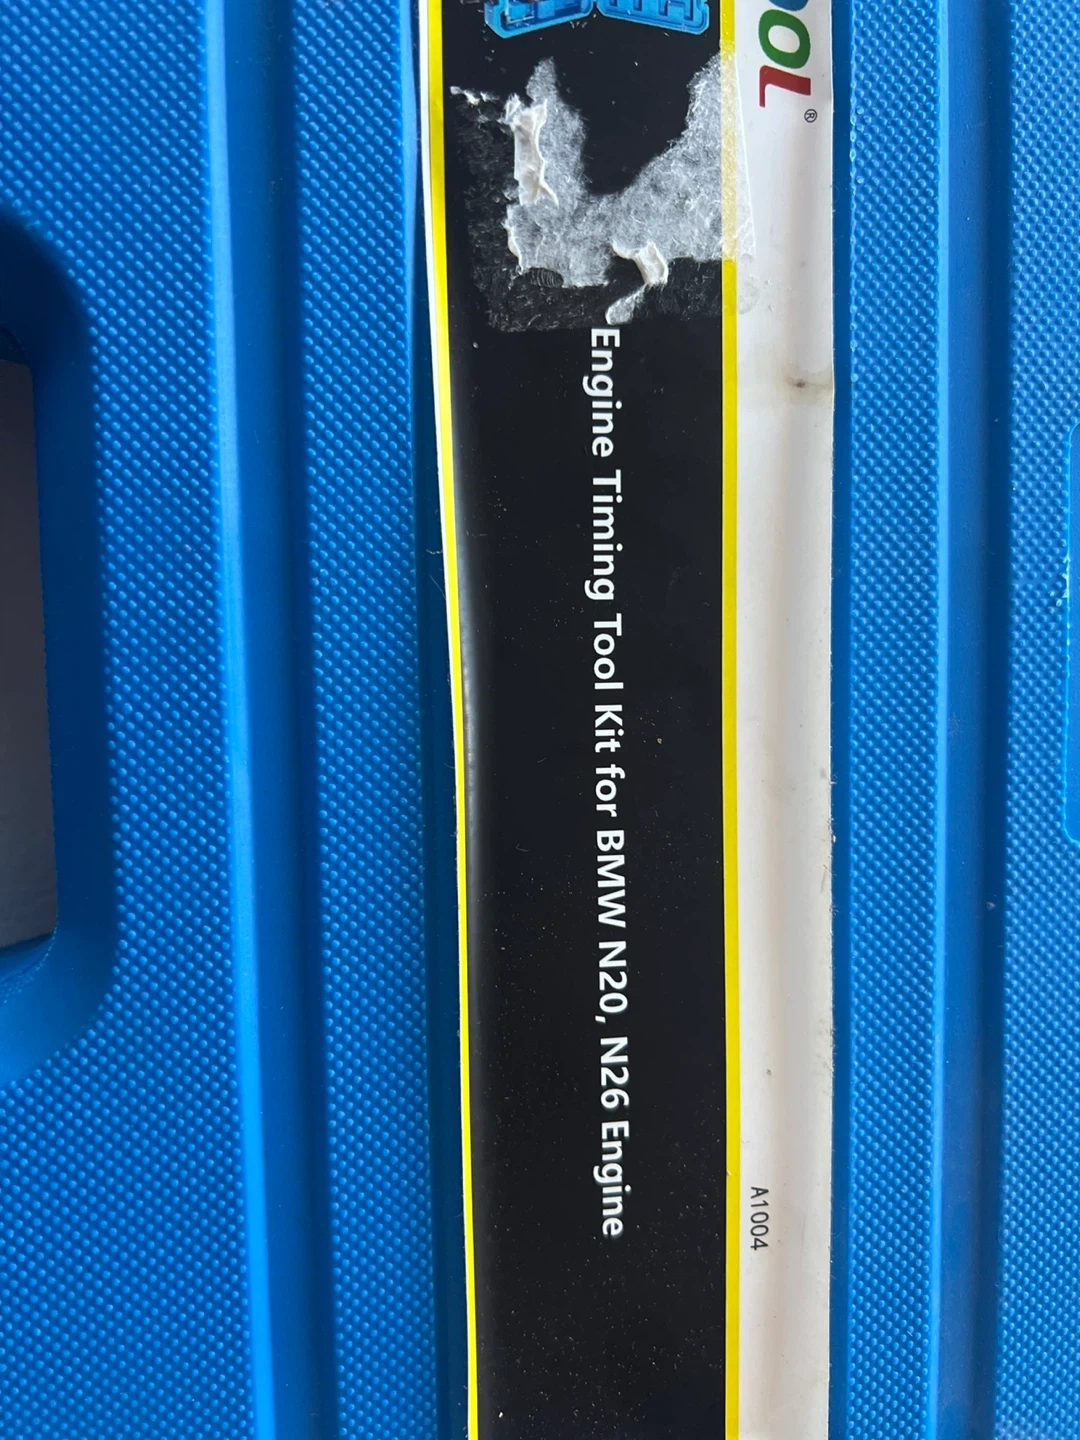 Engine Timing Tool Kit for BMW N20, N26 Engine
A1004